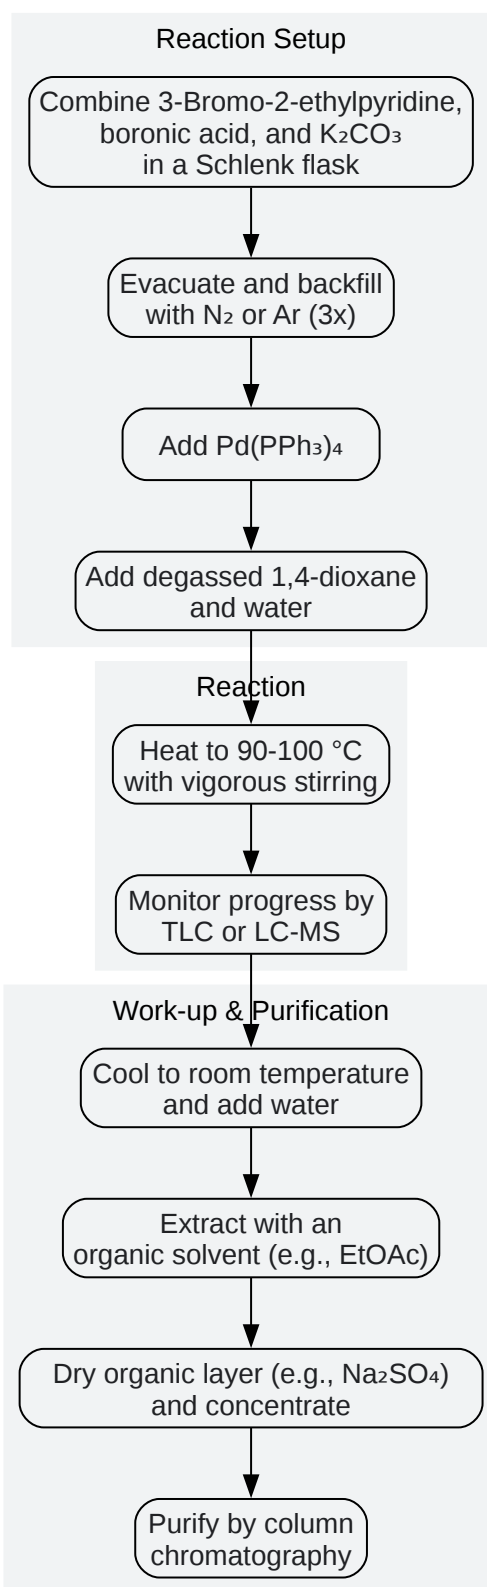 Reaction Setup
Combine 3-Bromo-2-ethylpyridine,
boronic acid, and K₂CO₃
in a Schlenk flask
Evacuate and backfill
with N₂ or Ar (3x)
Add Pd(PPh₃)₄
Add degassed 1,4-dioxane
and water
Reaction
Heat to 90-100 °C
with vigorous stirring
Monitor progress by
TLC or LC-MS
Work-up & Purification
Cool to room temperature
and add water
Extract with an
organic solvent (e.g., EtOAc)
Dry organic layer (e.g., Na₂SO₄)
and concentrate
Purify by column
chromatography